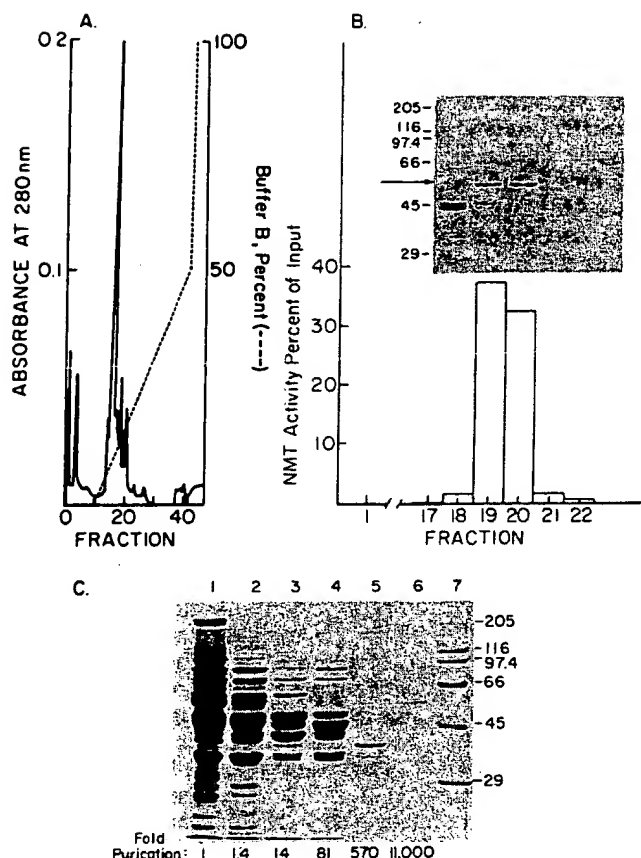 A.
0.2
0.1
ABSORBANCE AT 280 nm
100
50
Buffer B, Percent (----)
0 20 40
FRACTION
B.
205-
116-
97.4-
66-
45-
29-
40
30
20
10
NMT Activity Percent of Input
1 17 18 19 20 21 22
FRACTION
C.
1 2 3 4 5 6 7
-205
-116
-97.4
-66
-45
-29
Fold
Purication: 1 1.4 14 81 570 11.000